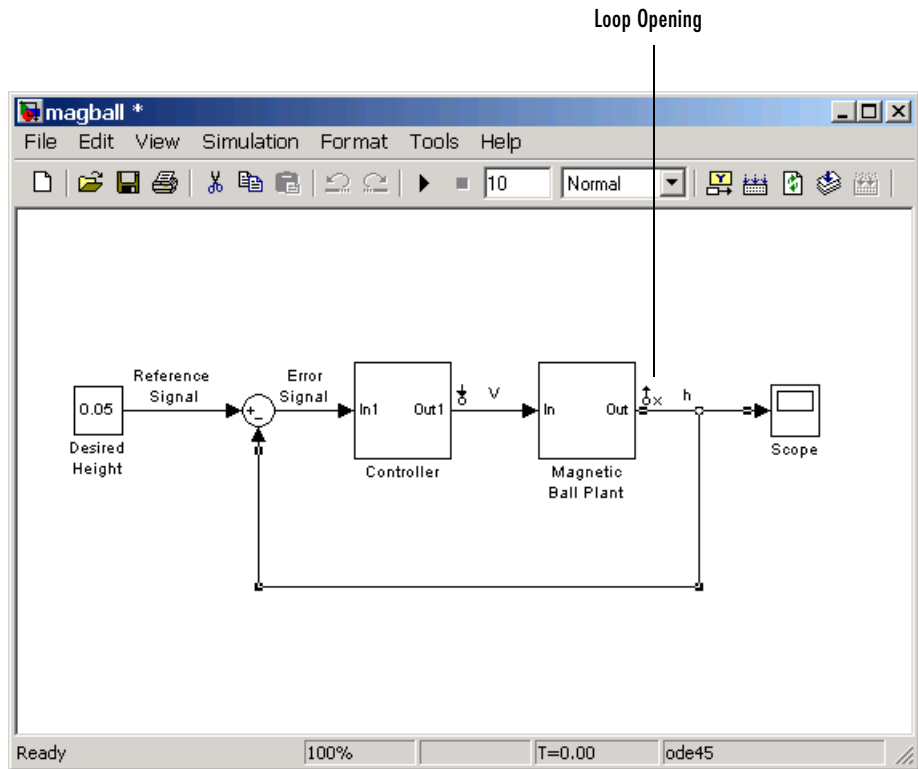 Loop Opening
magball *
File Edit View Simulation Format Tools Help
10 Normal
Reference Signal
Error Signal
0.05
Desired Height
+
-
In1 Out1
Controller
V
In Out
Magnetic Ball Plant
x h
Scope
Ready 100% T=0.00 ode45